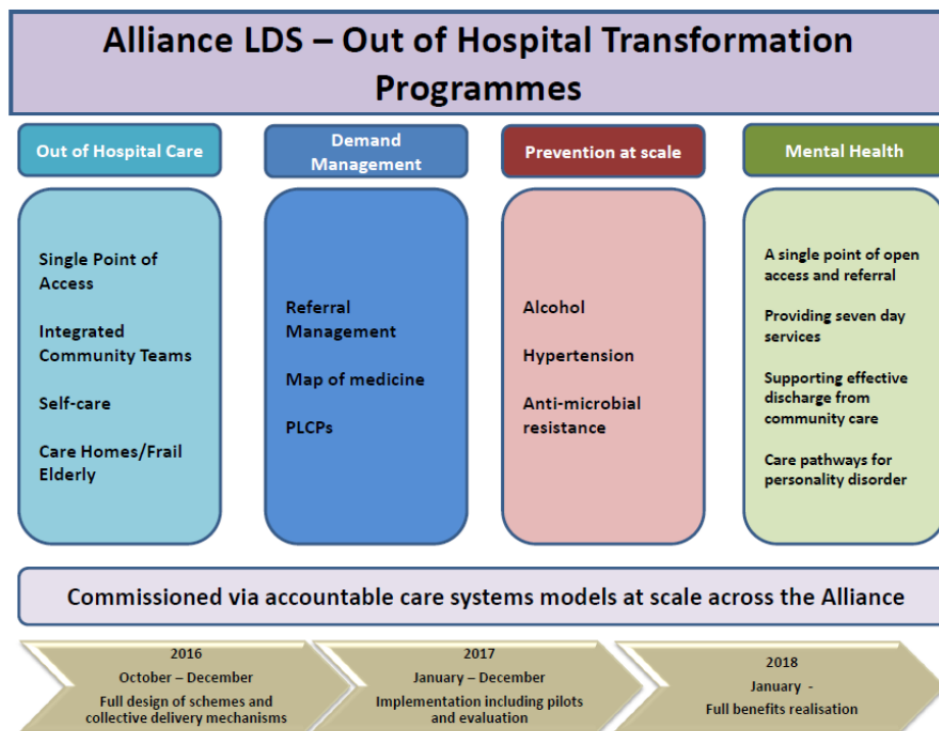 Alliance LDS – Out of Hospital Transformation
Programmes
Out of Hospital Care
Demand
Management
Prevention at scale
Mental Health
Single Point of
Access
Integrated
Community Teams
Self-care
Care Homes/Frail
Elderly
Referral
Management
Map of medicine
PLCPs
Alcohol
Hypertension
Anti-microbial
resistance
A single point of open
access and referral
Providing seven day
services
Supporting effective
discharge from
community care
Care pathways for
personality disorder
Commissioned via accountable care systems models at scale across the Alliance
2016
October – December
Full design of schemes and
collective delivery mechanisms
2017
January – December
Implementation including pilots
and evaluation
2018
January -
Full benefits realisation